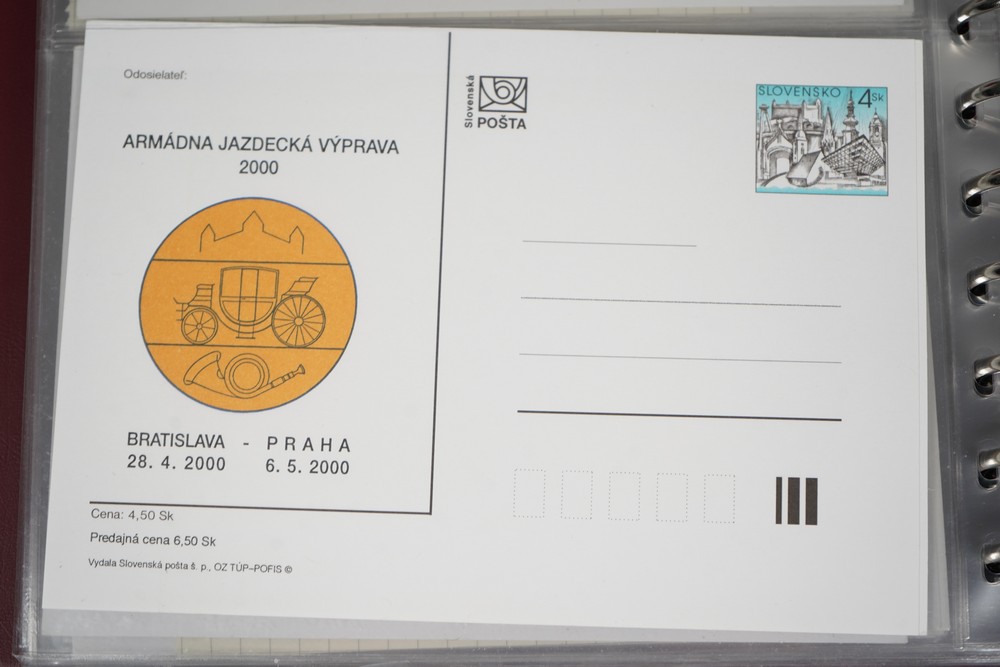 Odosielateľ:
ARMÁDNA JAZDECKÁ VÝPRAVA
2000
BRATISLAVA - PRAHA
28. 4. 2000 6. 5. 2000
Cena: 4,50 Sk
Predajná cena 6,50 Sk
Vydala Slovenská pošta š. p., OZ TÚP–POFIS ©
Slovenská
POŠTA
SLOVENSKO 4 Sk